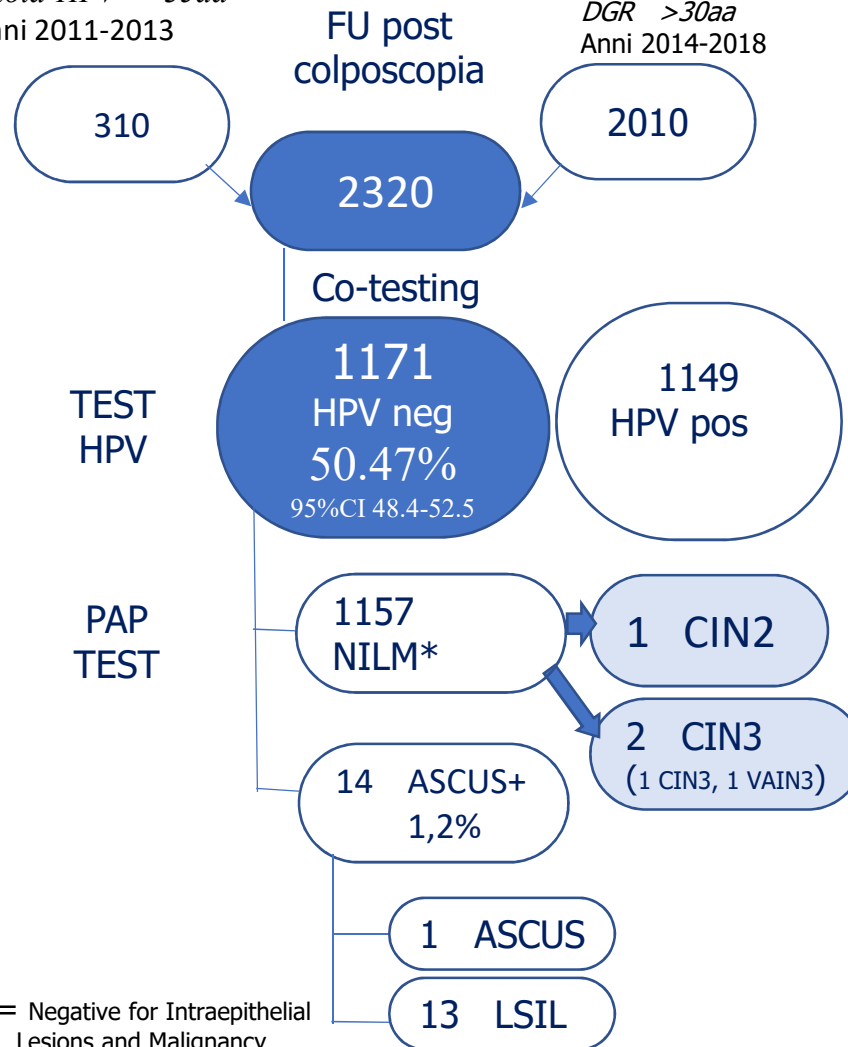 Anni 2011-2013
FU post
colposcopia
DGR >30aa
Anni 2014-2018
310
2010
2320
Co-testing
TEST
HPV
1171
HPV neg
50.47%
95%CI 48.4-52.5
1149
HPV pos
PAP
TEST
1157
NILM*
1 CIN2
2 CIN3
(1 CIN3, 1 VAIN3)
14 ASCUS+
1,2%
1 ASCUS
13 LSIL
= Negative for Intraepithelial
Lesions and Malignancy